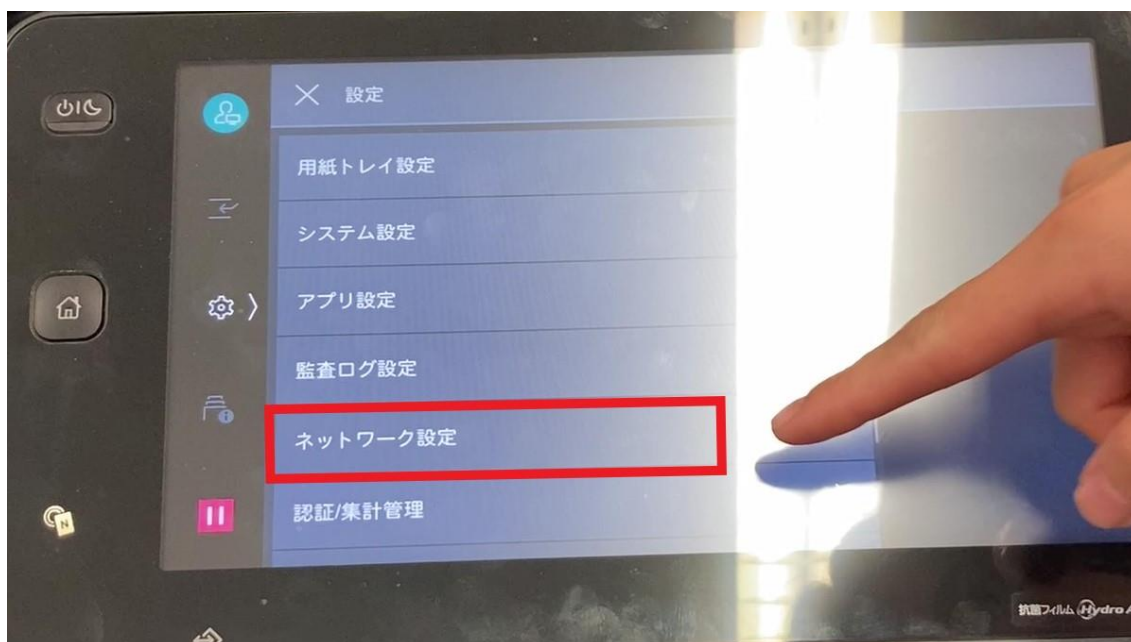 設定
用紙トレイ設定
システム設定
アプリ設定
監査ログ設定
ネットワーク設定
認証/集計管理
N
抗菌フィルム Hydro A